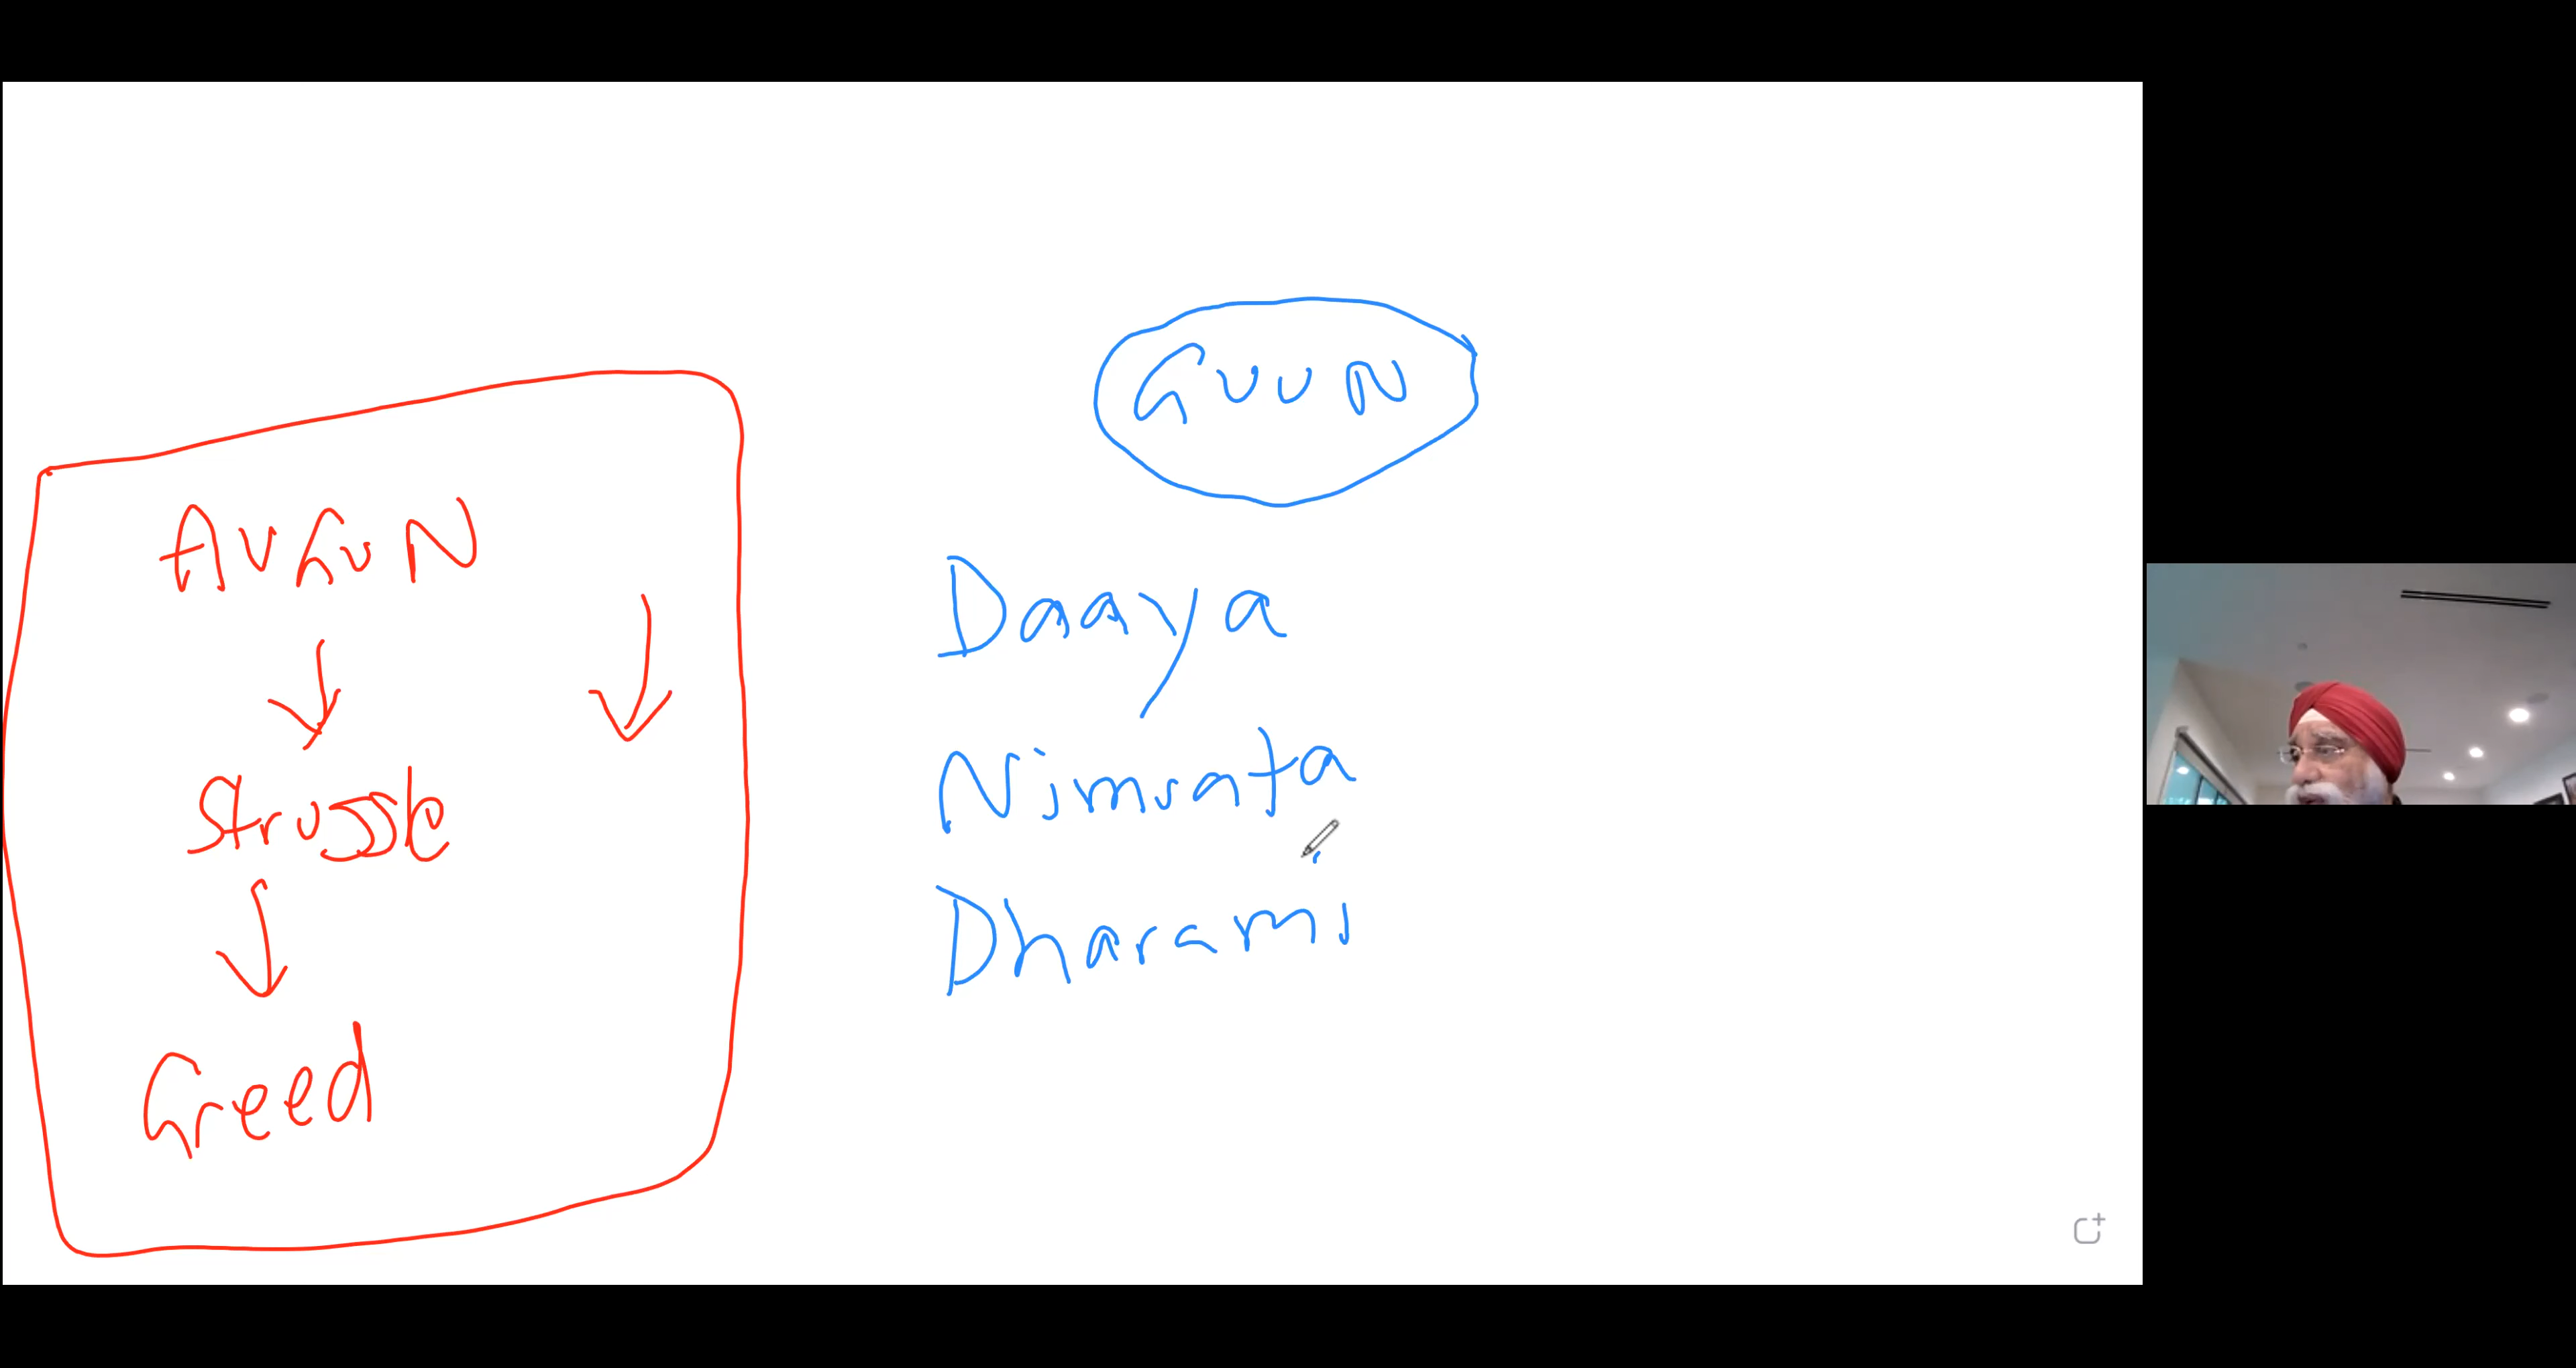 AVGUN
Struggle
Greed
GUUN
Daaya
Nimrata
Dharami